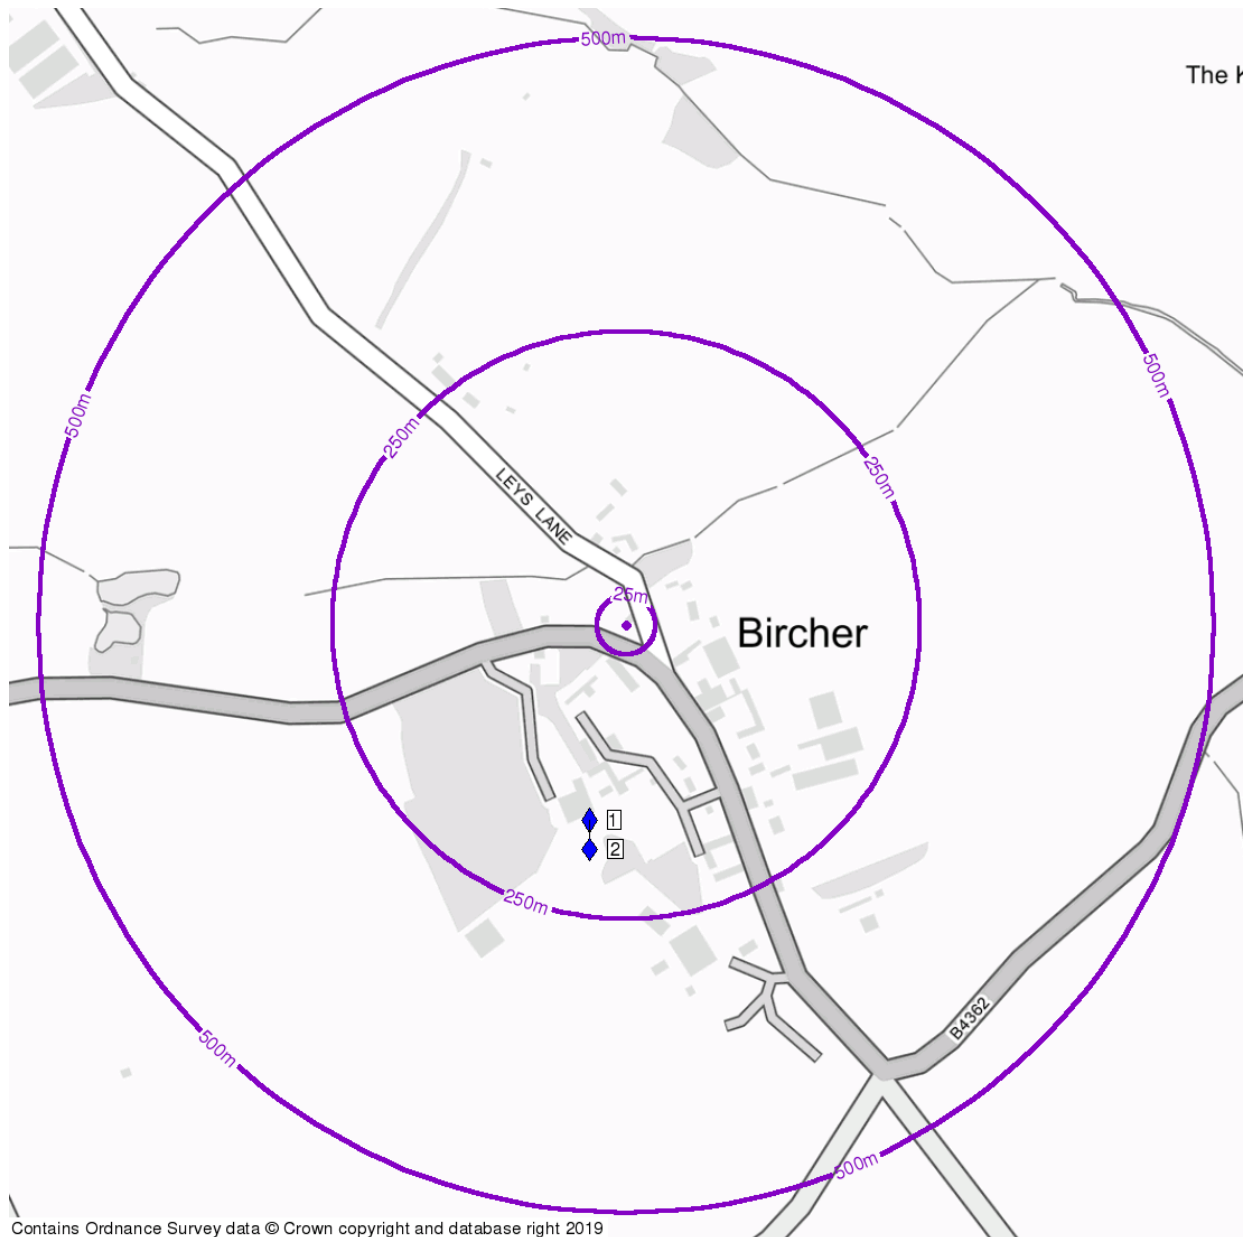 500m
The K
500m
500m
250m
250m
LEYS LANE
25m
Bircher
1
2
250m
B4362
500m
500m
Contains Ordnance Survey data © Crown copyright and database right 2019